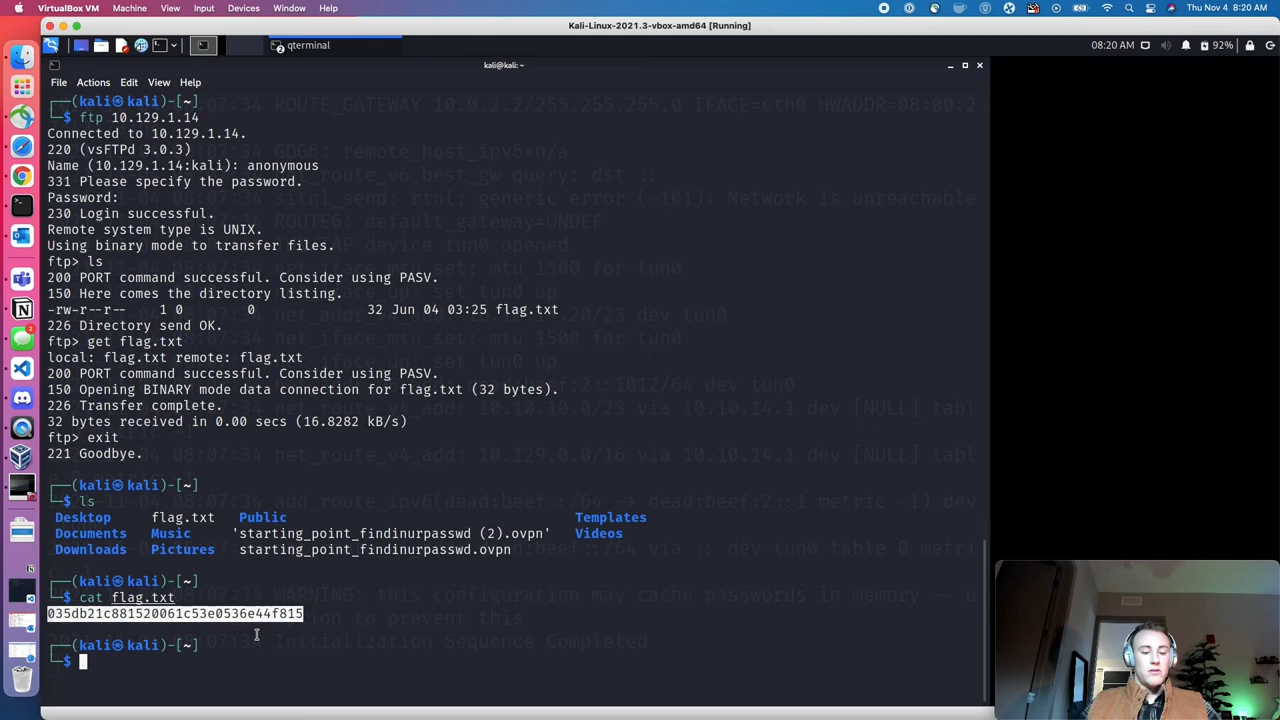 VirtualBox VM Machine View Input Devices Window Help
Thu Nov 4 8:20 AM
Kali-Linux-2021.3-vbox-amd64 [Running]
qterminal
08:20 AM 92%
kali@kali: ~
File Actions Edit View Help
┌──(kali㉿kali)-[~]
└─$ ftp 10.129.1.14
Connected to 10.129.1.14.
220 (vsFTPd 3.0.3)
Name (10.129.1.14:kali): anonymous
331 Please specify the password.
Password:
230 Login successful.
Remote system type is UNIX.
Using binary mode to transfer files.
ftp> ls
200 PORT command successful. Consider using PASV.
150 Here comes the directory listing.
-rw-r--r-- 1 0 0 32 Jun 04 03:25 flag.txt
226 Directory send OK.
ftp> get flag.txt
local: flag.txt remote: flag.txt
200 PORT command successful. Consider using PASV.
150 Opening BINARY mode data connection for flag.txt (32 bytes).
226 Transfer complete.
32 bytes received in 0.00 secs (16.8282 kB/s)
ftp> exit
221 Goodbye.
┌──(kali㉿kali)-[~]
└─$ ls
Desktop flag.txt Public Templates
Documents Music 'starting_point_findinurpasswd (2).ovpn' Videos
Downloads Pictures starting_point_findinurpasswd.ovpn
┌──(kali㉿kali)-[~]
└─$ cat flag.txt
035db21c881520061c53e0536e44f815
┌──(kali㉿kali)-[~]
└─$